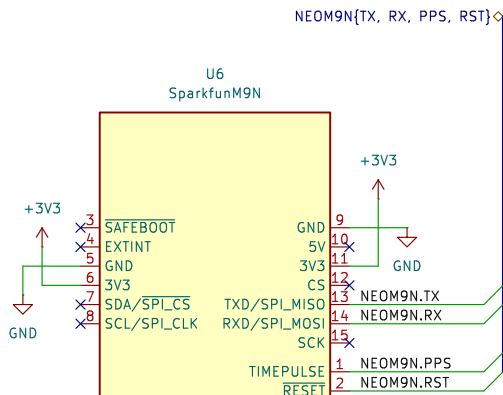 NEOM9N{TX, RX, PPS, RST}
U6
SparkfunM9N
+3V3
+3V3
3 SAFEBOOT
GND 9
4 EXTINT
5V 10
5 GND
3V3 11
GND
6 3V3
CS 12
7 SDA/SPI_CS
TXD/SPI_MISO 13 NEOM9N.TX
8 SCL/SPI_CLK
RXD/SPI_MOSI 14 NEOM9N.RX
GND
SCK 15
TIMEPULSE 1 NEOM9N.PPS
RESET 2 NEOM9N.RST